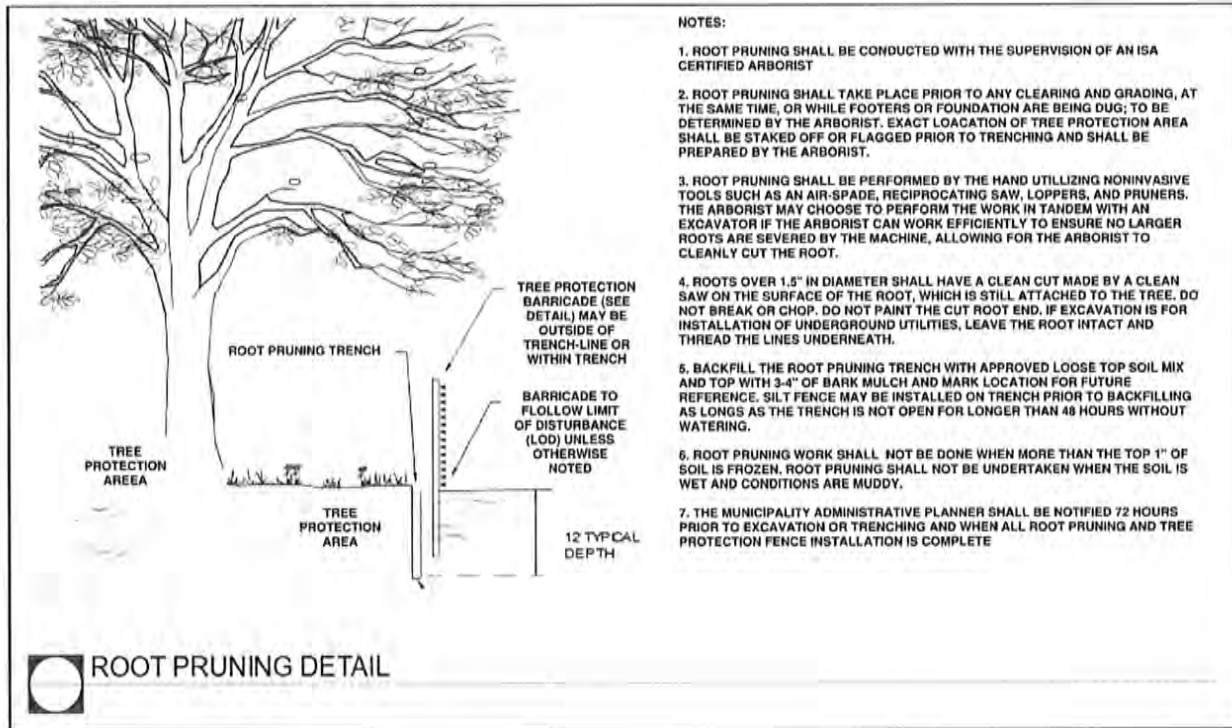 NOTES:
1. ROOT PRUNING SHALL BE CONDUCTED WITH THE SUPERVISION OF AN ISA
CERTIFIED ARBORIST
2. ROOT PRUNING SHALL TAKE PLACE PRIOR TO ANY CLEARING AND GRADING, AT
THE SAME TIME, OR WHILE FOOTERS OR FOUNDATION ARE BEING DUG; TO BE
DETERMINED BY THE ARBORIST. EXACT LOACATION OF TREE PROTECTION AREA
SHALL BE STAKED OFF OR FLAGGED PRIOR TO TRENCHING AND SHALL BE
PREPARED BY THE ARBORIST.
3. ROOT PRUNING SHALL BE PERFORMED BY THE HAND UTILLIZING NONINVASIVE
TOOLS SUCH AS AN AIR-SPADE, RECIPROCATING SAW, LOPPERS, AND PRUNERS.
THE ARBORIST MAY CHOOSE TO PERFORM THE WORK IN TANDEM WITH AN
EXCAVATOR IF THE ARBORIST CAN WORK EFFICIENTLY TO ENSURE NO LARGER
ROOTS ARE SEVERED BY THE MACHINE, ALLOWING FOR THE ARBORIST TO
CLEANLY CUT THE ROOT.
4. ROOTS OVER 1.5" IN DIAMETER SHALL HAVE A CLEAN CUT MADE BY A CLEAN
SAW ON THE SURFACE OF THE ROOT, WHICH IS STILL ATTACHED TO THE TREE. DO
NOT BREAK OR CHOP. DO NOT PAINT THE CUT ROOT END. IF EXCAVATION IS FOR
INSTALLATION OF UNDERGROUND UTILITIES, LEAVE THE ROOT INTACT AND
THREAD THE LINES UNDERNEATH.
5. BACKFILL THE ROOT PRUNING TRENCH WITH APPROVED LOOSE TOP SOIL MIX
AND TOP WITH 3-4" OF BARK MULCH AND MARK LOCATION FOR FUTURE
REFERENCE. SILT FENCE MAY BE INSTALLED ON TRENCH PRIOR TO BACKFILLING
AS LONGS AS THE TRENCH IS NOT OPEN FOR LONGER THAN 48 HOURS WITHOUT
WATERING.
6. ROOT PRUNING WORK SHALL NOT BE DONE WHEN MORE THAN THE TOP 1" OF
SOIL IS FROZEN. ROOT PRUNING SHALL NOT BE UNDERTAKEN WHEN THE SOIL IS
WET AND CONDITIONS ARE MUDDY.
7. THE MUNICIPALITY ADMINISTRATIVE PLANNER SHALL BE NOTIFIED 72 HOURS
PRIOR TO EXCAVATION OR TRENCHING AND WHEN ALL ROOT PRUNING AND TREE
PROTECTION FENCE INSTALLATION IS COMPLETE
TREE PROTECTION
BARRICADE (SEE
DETAIL) MAY BE
OUTSIDE OF
TRENCH-LINE OR
WITHIN TRENCH
ROOT PRUNING TRENCH
BARRICADE TO
FLOLLOW LIMIT
OF DISTURBANCE
(LOD) UNLESS
OTHERWISE
NOTED
TREE
PROTECTION
AREEA
TREE
PROTECTION
AREA
12 TYPICAL
DEPTH
ROOT PRUNING DETAIL